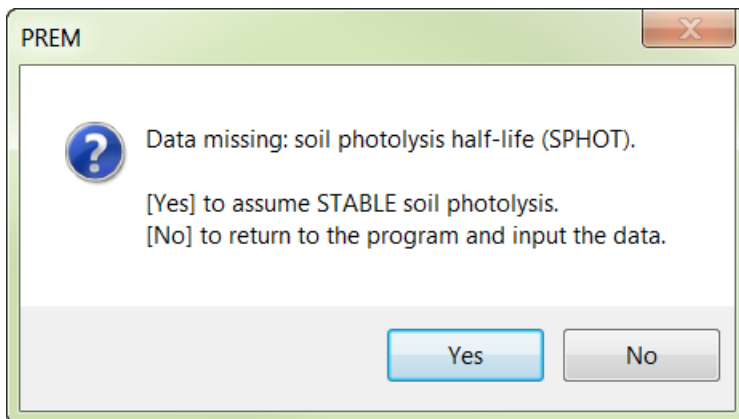 PREM
Data missing: soil photolysis half-life (SPHOT).
[Yes] to assume STABLE soil photolysis.
[No] to return to the program and input the data.
Yes No